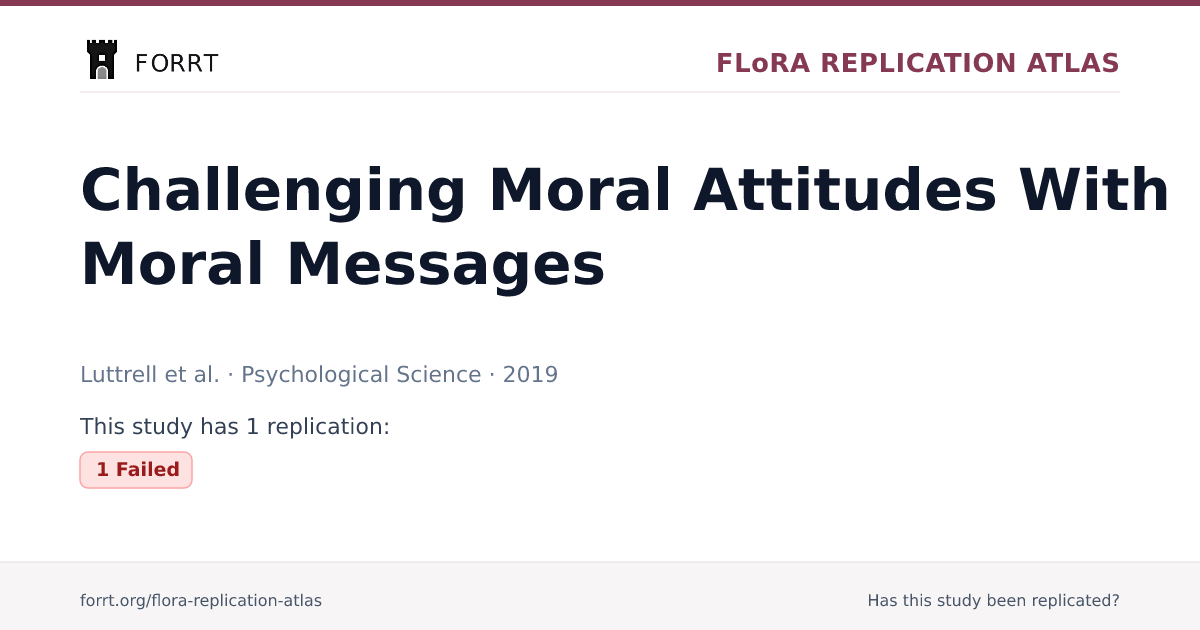 FORRT
FLoRA REPLICATION ATLAS
Challenging Moral Attitudes With
Moral Messages
Luttrell et al. · Psychological Science · 2019
This study has 1 replication:
1 Failed
forrt.org/flora-replication-atlas
Has this study been replicated?